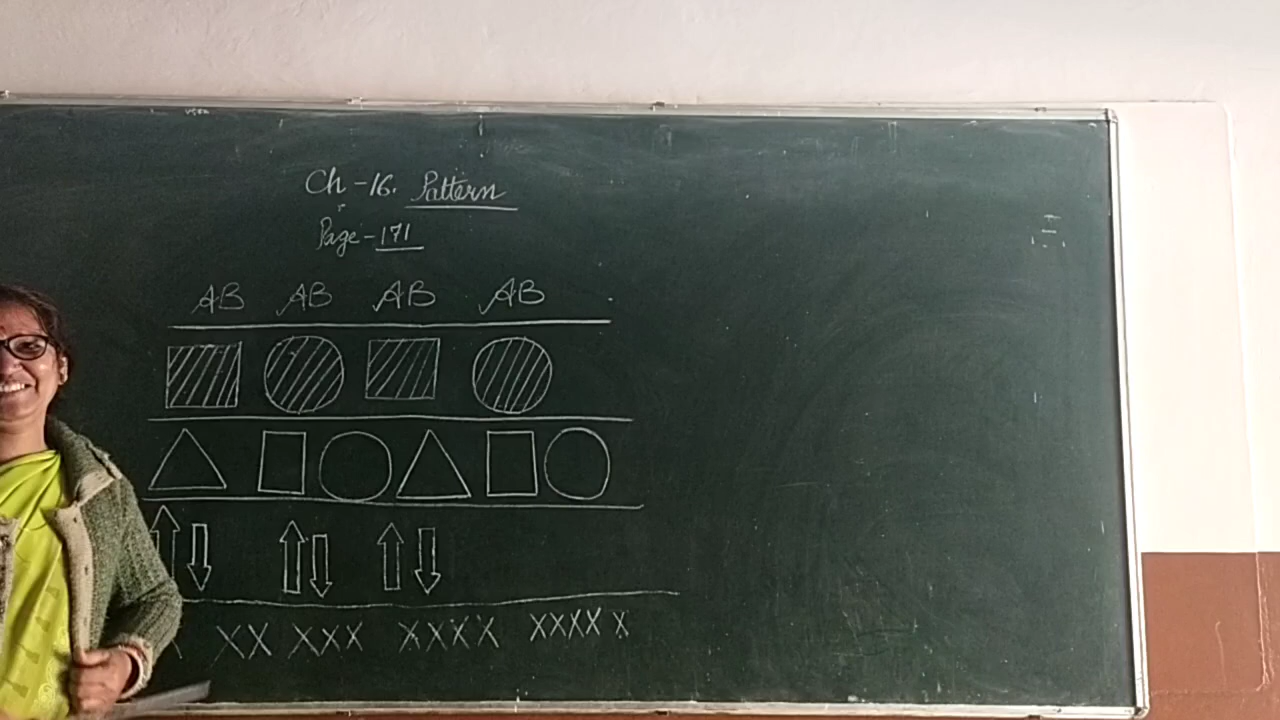 Ch-16. Pattern
Page-171
AB AB AB AB
X XX XXX XXXX XXXXX